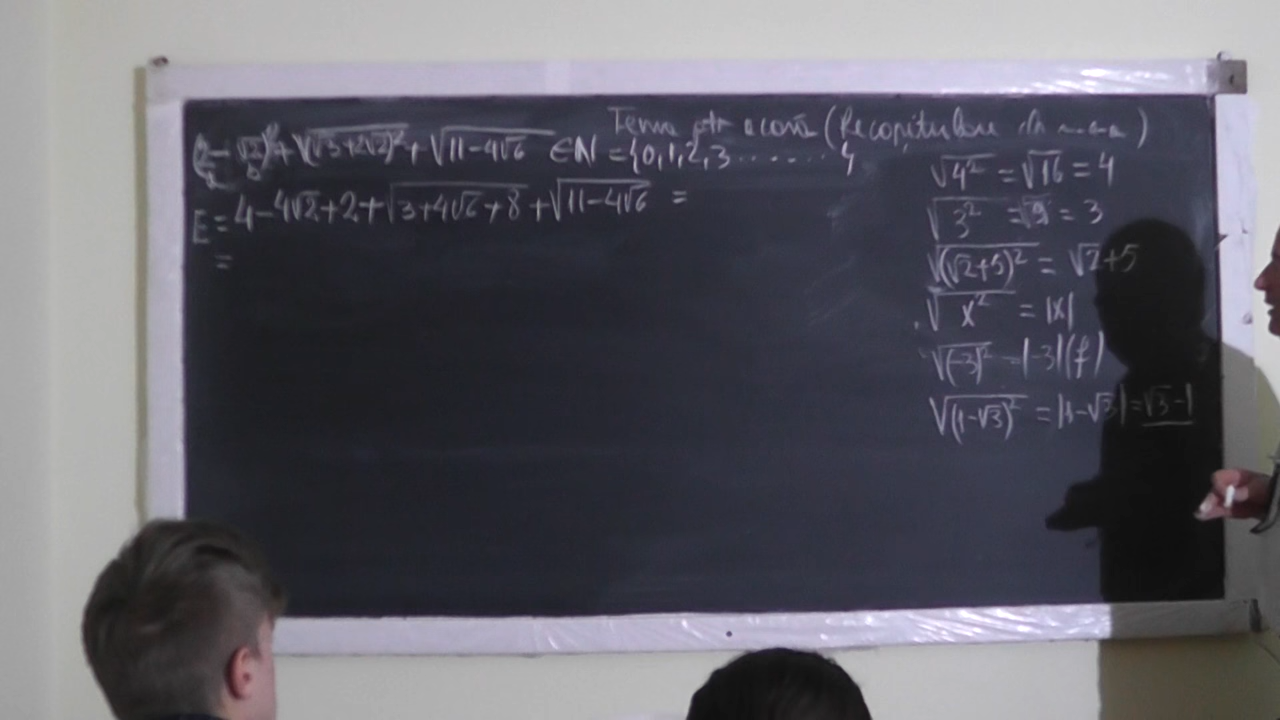 Tema ptr acasă (Recapitulare
(2-√2)²+√(√3+2√2)²+√11-4√6 ∈ N = {0,1,2,3.......}
E=4-4√2+2+√3+4√6+8+√11-4√6 =
=
√4² = √16 = 4
√3² = √9 = 3
√(√2+5)² = √2+5
√x² = |x|
√(-3)² = |-3|
√(1-√3)² = |1-√3| = √3-1